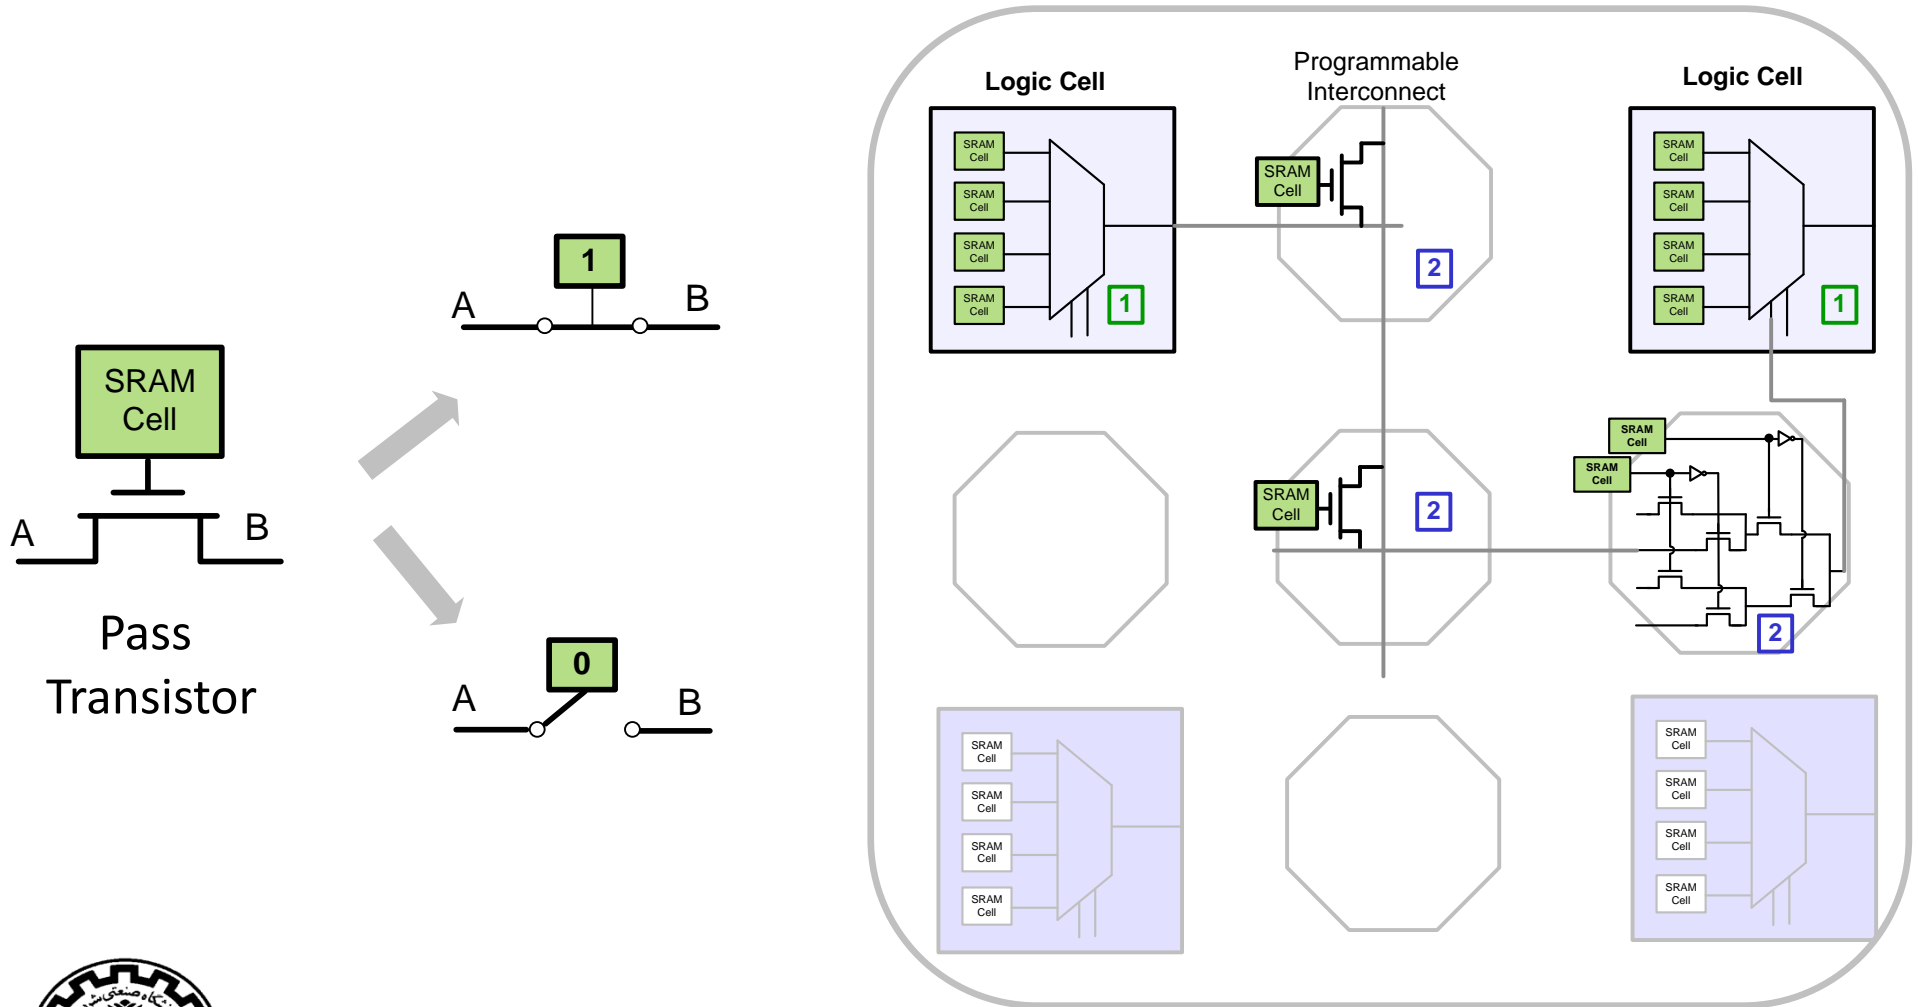 SRAM
Cell
A
B
Pass
Transistor
1
A
B
0
A
B
Logic Cell
SRAM
Cell
SRAM
Cell
SRAM
Cell
SRAM
Cell
1
Programmable
Interconnect
SRAM
Cell
2
Logic Cell
SRAM
Cell
SRAM
Cell
SRAM
Cell
SRAM
Cell
1
SRAM
Cell
2
SRAM
Cell
SRAM
Cell
2
SRAM
Cell
SRAM
Cell
SRAM
Cell
SRAM
Cell
SRAM
Cell
SRAM
Cell
SRAM
Cell
SRAM
Cell